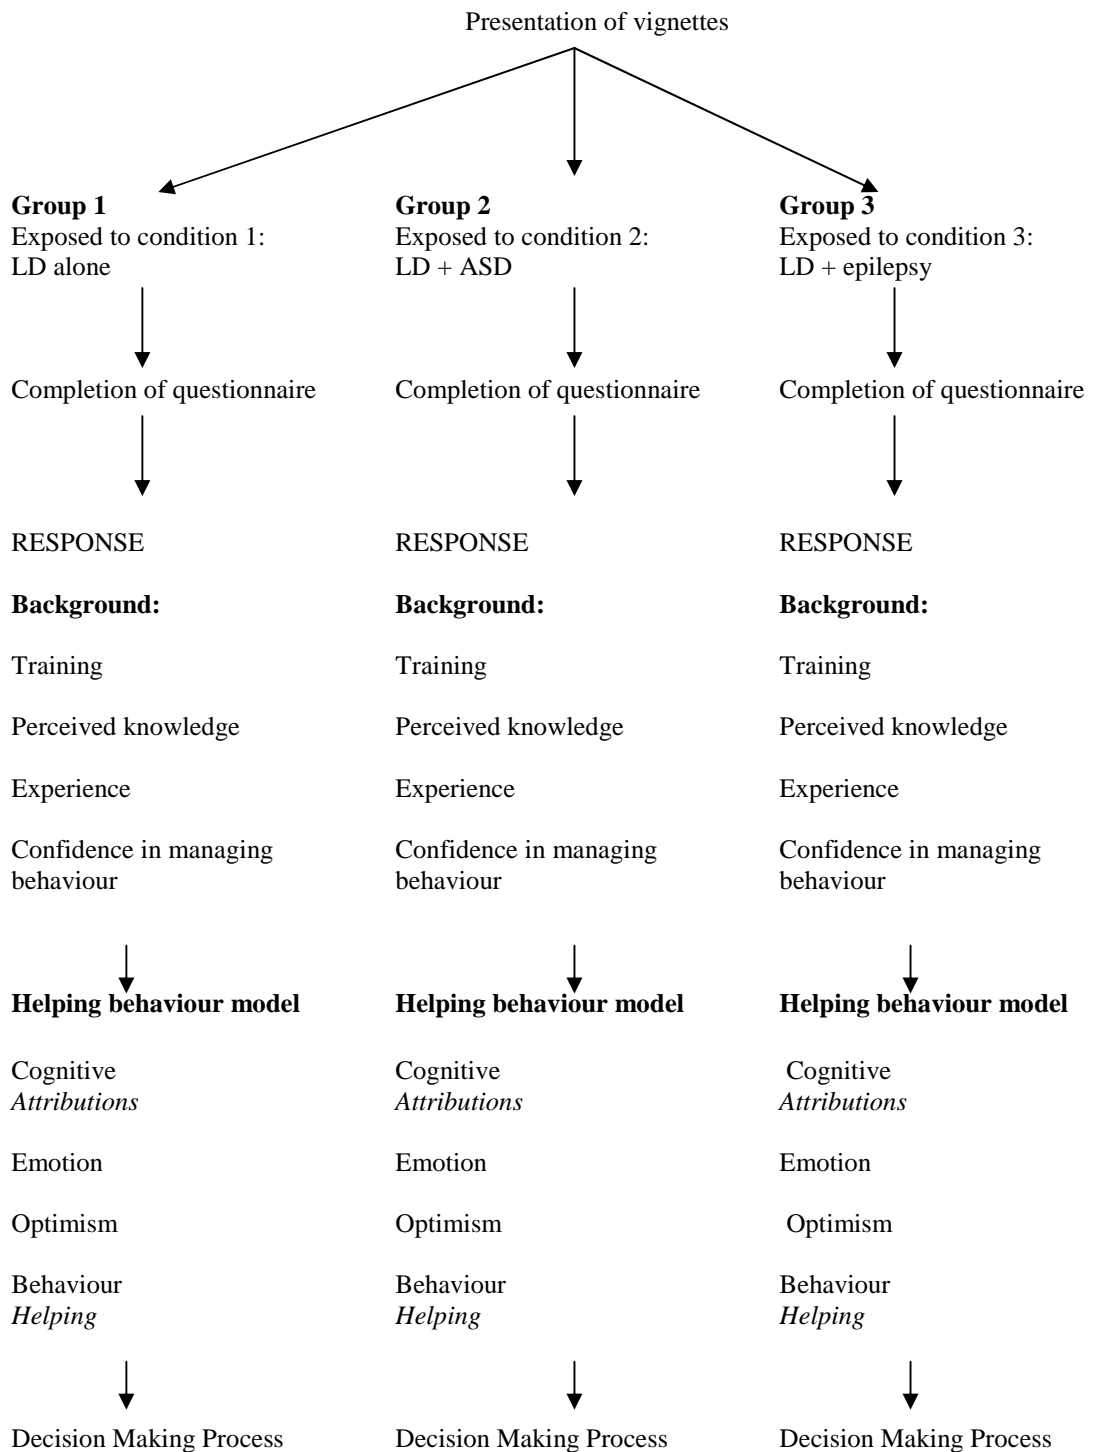 Presentation of vignettes
Group 1
Exposed to condition 1:
LD alone
Group 2
Exposed to condition 2:
LD + ASD
Group 3
Exposed to condition 3:
LD + epilepsy
Completion of questionnaire
Completion of questionnaire
Completion of questionnaire
RESPONSE
RESPONSE
RESPONSE
Background:
Background:
Background:
Training
Training
Training
Perceived knowledge
Perceived knowledge
Perceived knowledge
Experience
Experience
Experience
Confidence in managing
behaviour
Confidence in managing
behaviour
Confidence in managing
behaviour
Helping behaviour model
Helping behaviour model
Helping behaviour model
Cognitive
Attributions
Cognitive
Attributions
Cognitive
Attributions
Emotion
Emotion
Emotion
Optimism
Optimism
Optimism
Behaviour
Helping
Behaviour
Helping
Behaviour
Helping
Decision Making Process
Decision Making Process
Decision Making Process